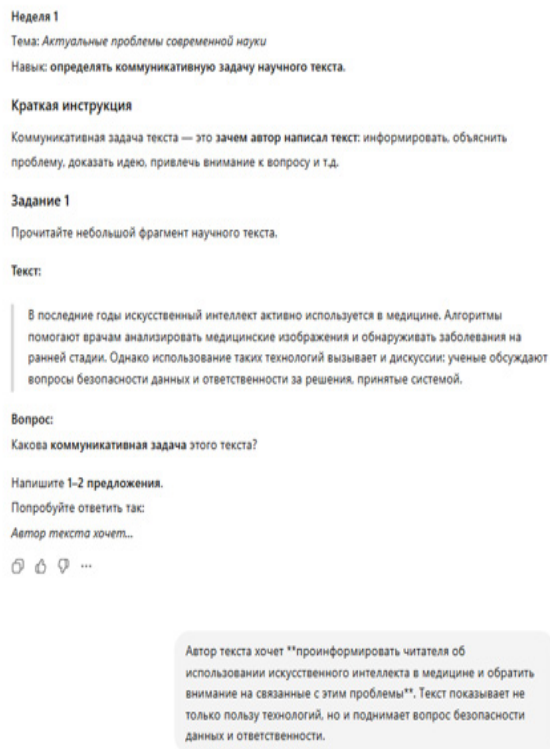 Неделя 1
Тема: Актуальные проблемы современной науки
Навык: определять коммуникативную задачу научного текста.
Краткая инструкция
Коммуникативная задача текста — это зачем автор написал текст: информировать, объяснить
проблему, доказать идею, привлечь внимание к вопросу и т.д.
Задание 1
Прочитайте небольшой фрагмент научного текста.
Текст:
В последние годы искусственный интеллект активно используется в медицине. Алгоритмы
помогают врачам анализировать медицинские изображения и обнаруживать заболевания на
ранней стадии. Однако использование таких технологий вызывает и дискуссии: ученые обсуждают
вопросы безопасности данных и ответственности за решения, принятые системой.
Вопрос:
Какова коммуникативная задача этого текста?
Напишите 1–2 предложения.
Попробуйте ответить так:
Автор текста хочет...
Автор текста хочет **проинформировать читателя об
использовании искусственного интеллекта в медицине и обратить
внимание на связанные с этим проблемы**. Текст показывает не
только пользу технологий, но и поднимает вопрос безопасности
данных и ответственности.